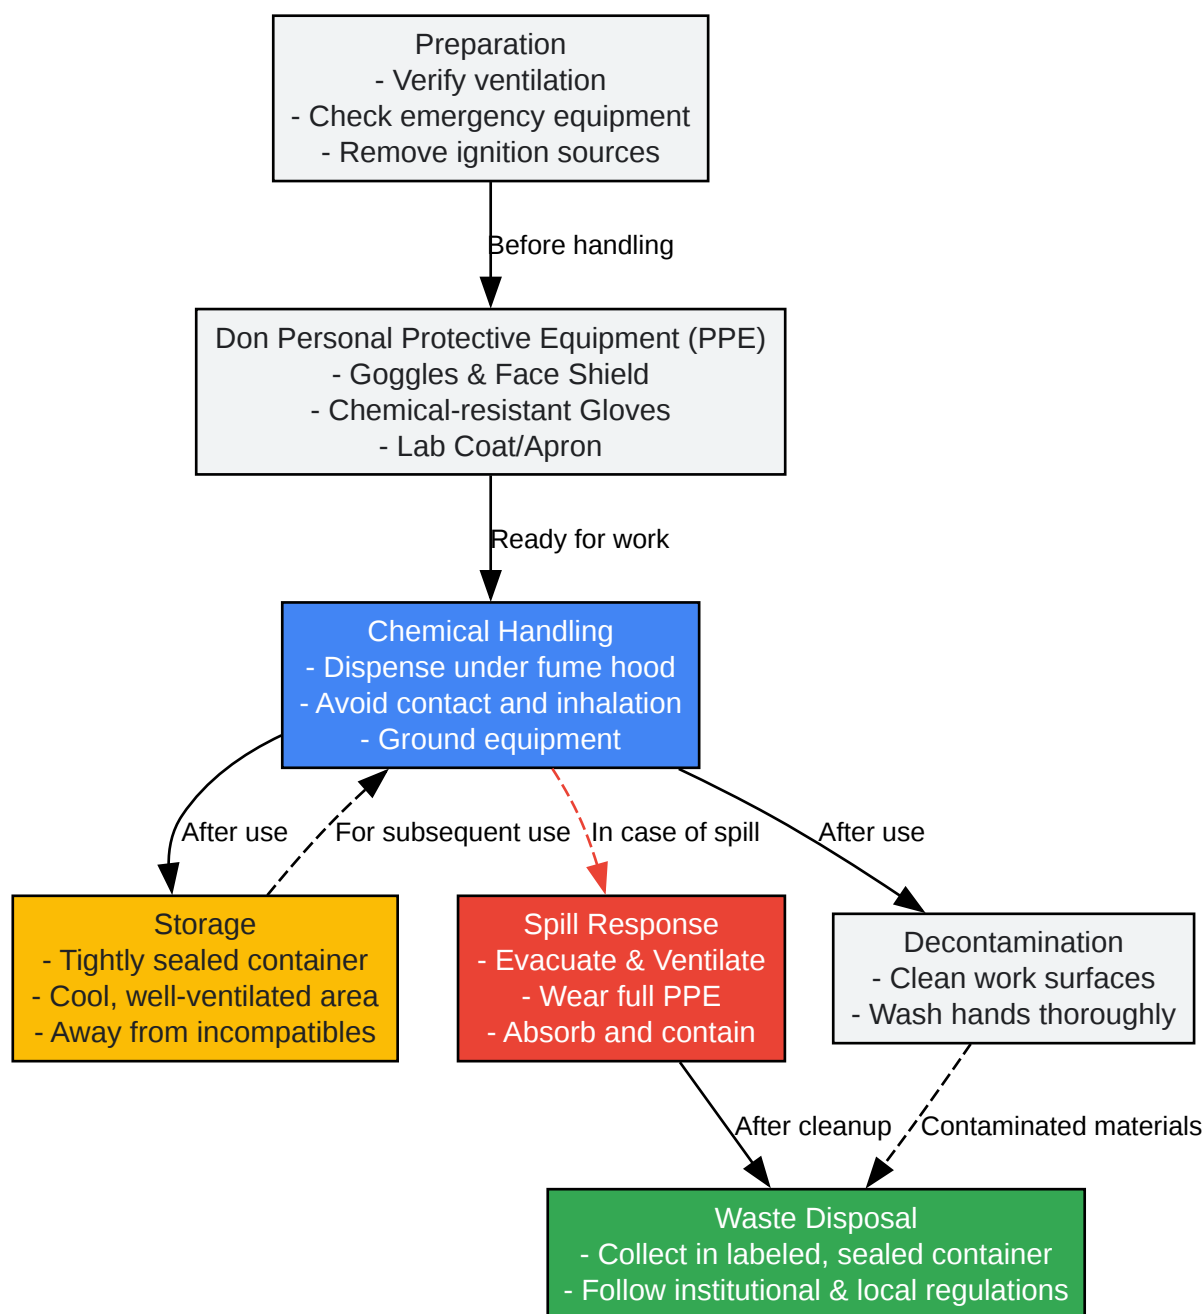 Preparation
- Verify ventilation
- Check emergency equipment
- Remove ignition sources
Before handling
Don Personal Protective Equipment (PPE)
- Goggles & Face Shield
- Chemical-resistant Gloves
- Lab Coat/Apron
Ready for work
Chemical Handling
- Dispense under fume hood
- Avoid contact and inhalation
- Ground equipment
After use
For subsequent use
In case of spill
After use
Storage
- Tightly sealed container
- Cool, well-ventilated area
- Away from incompatibles
Spill Response
- Evacuate & Ventilate
- Wear full PPE
- Absorb and contain
Decontamination
- Clean work surfaces
- Wash hands thoroughly
After cleanup
Contaminated materials
Waste Disposal
- Collect in labeled, sealed container
- Follow institutional & local regulations